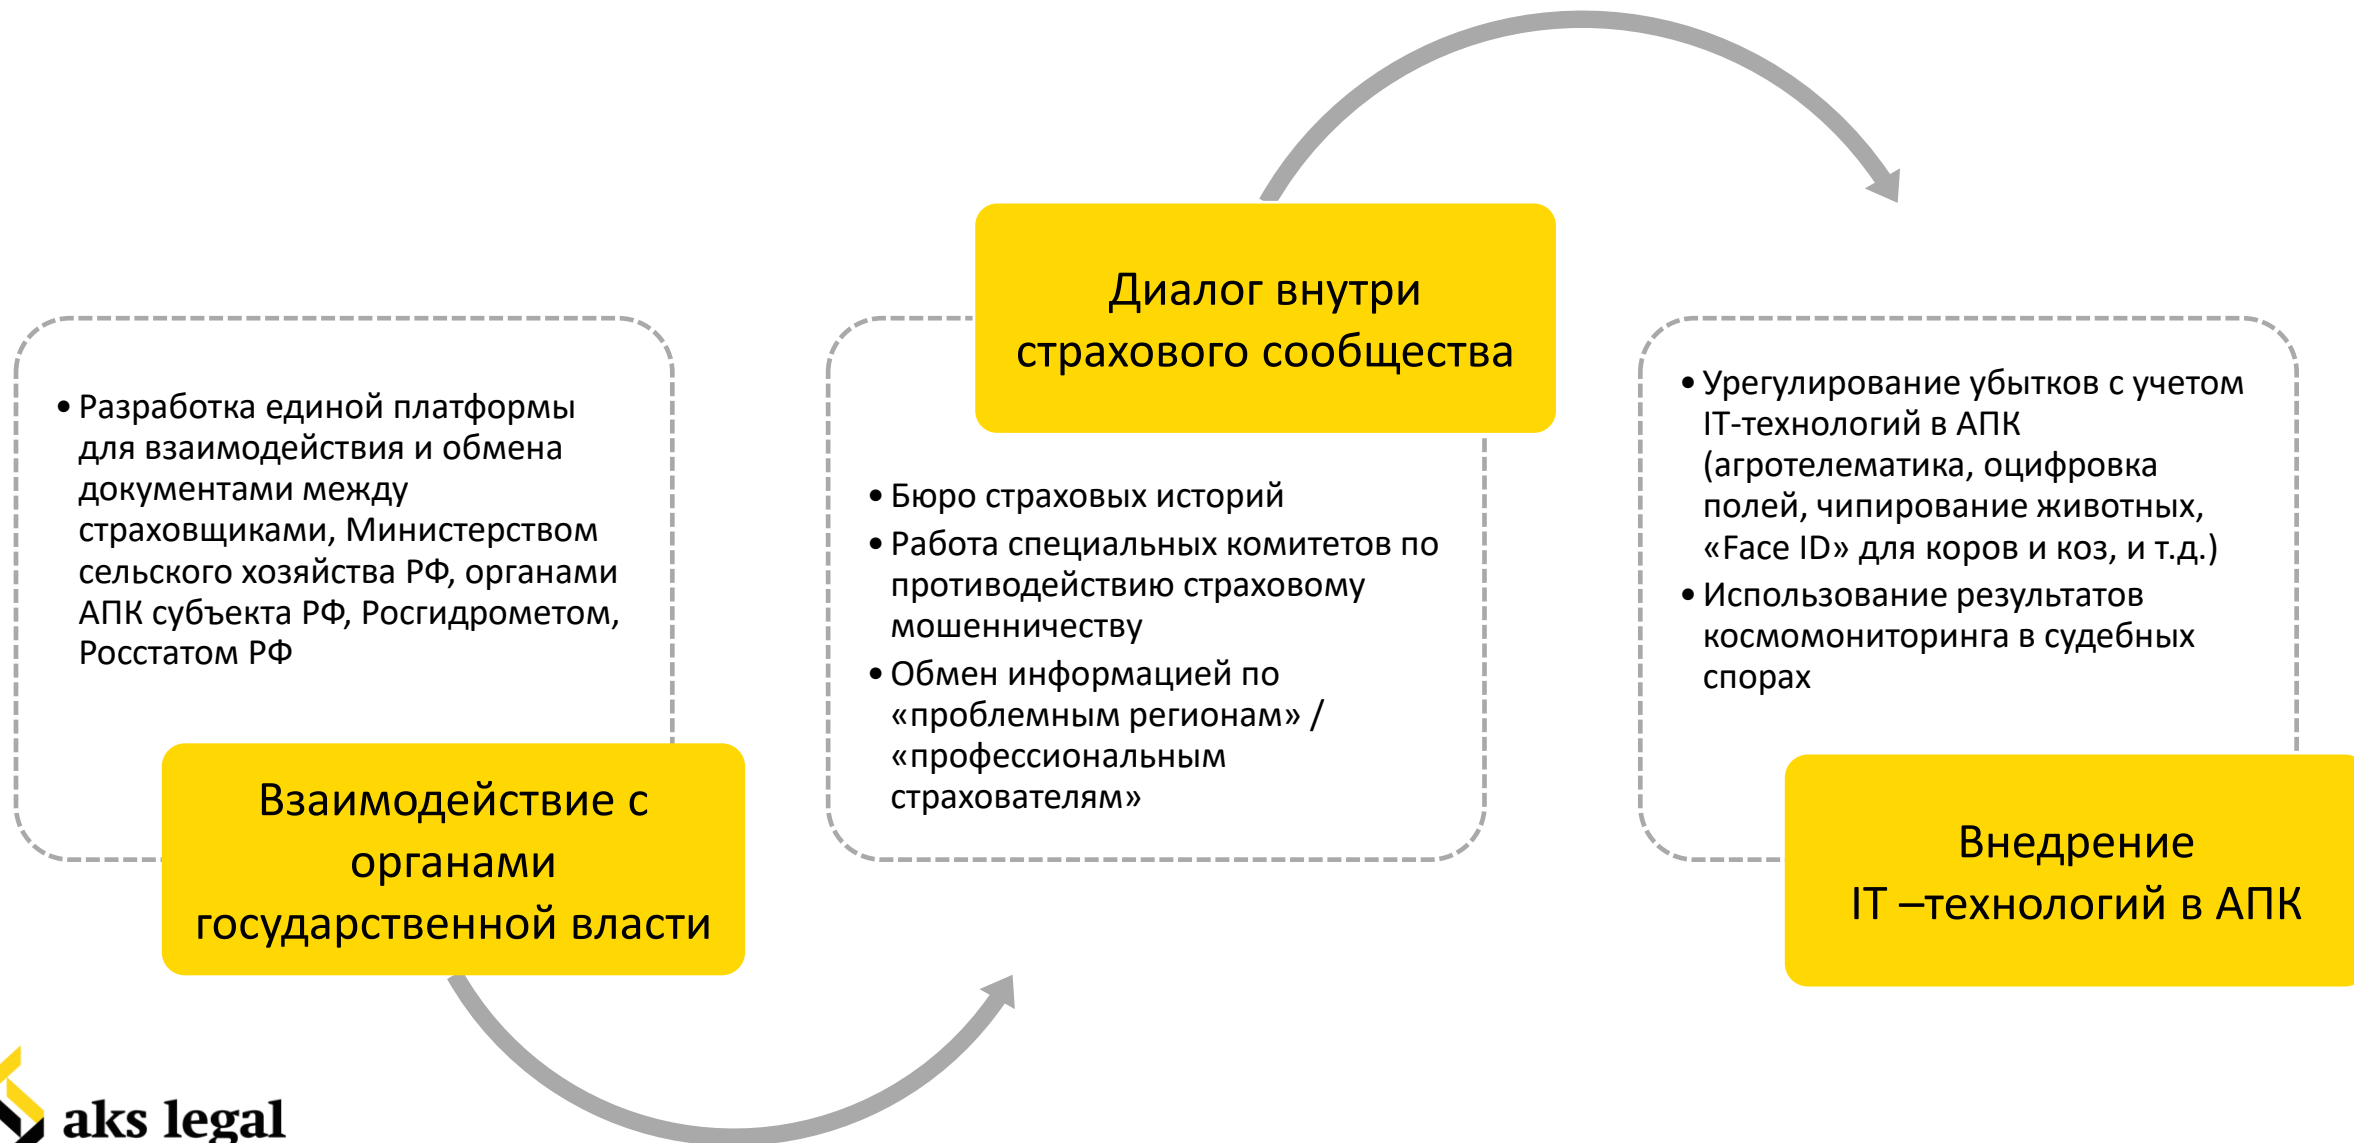 • Разработка единой платформы
для взаимодействия и обмена
документами между
страховщиками, Министерством
сельского хозяйства РФ, органами
АПК субъекта РФ, Росгидрометом,
Росстатом РФ
Взаимодействие с
органами
государственной власти
Диалог внутри
страхового сообщества
• Бюро страховых историй
• Работа специальных комитетов по
противодействию страховому
мошенничеству
• Обмен информацией по
«проблемным регионам» /
«профессиональным
страхователям»
• Урегулирование убытков с учетом
IT-технологий в АПК
(агротелематика, оцифровка
полей, чипирование животных,
«Face ID» для коров и коз, и т.д.)
• Использование результатов
космомониторинга в судебных
спорах
Внедрение
IT –технологий в АПК
aks legal